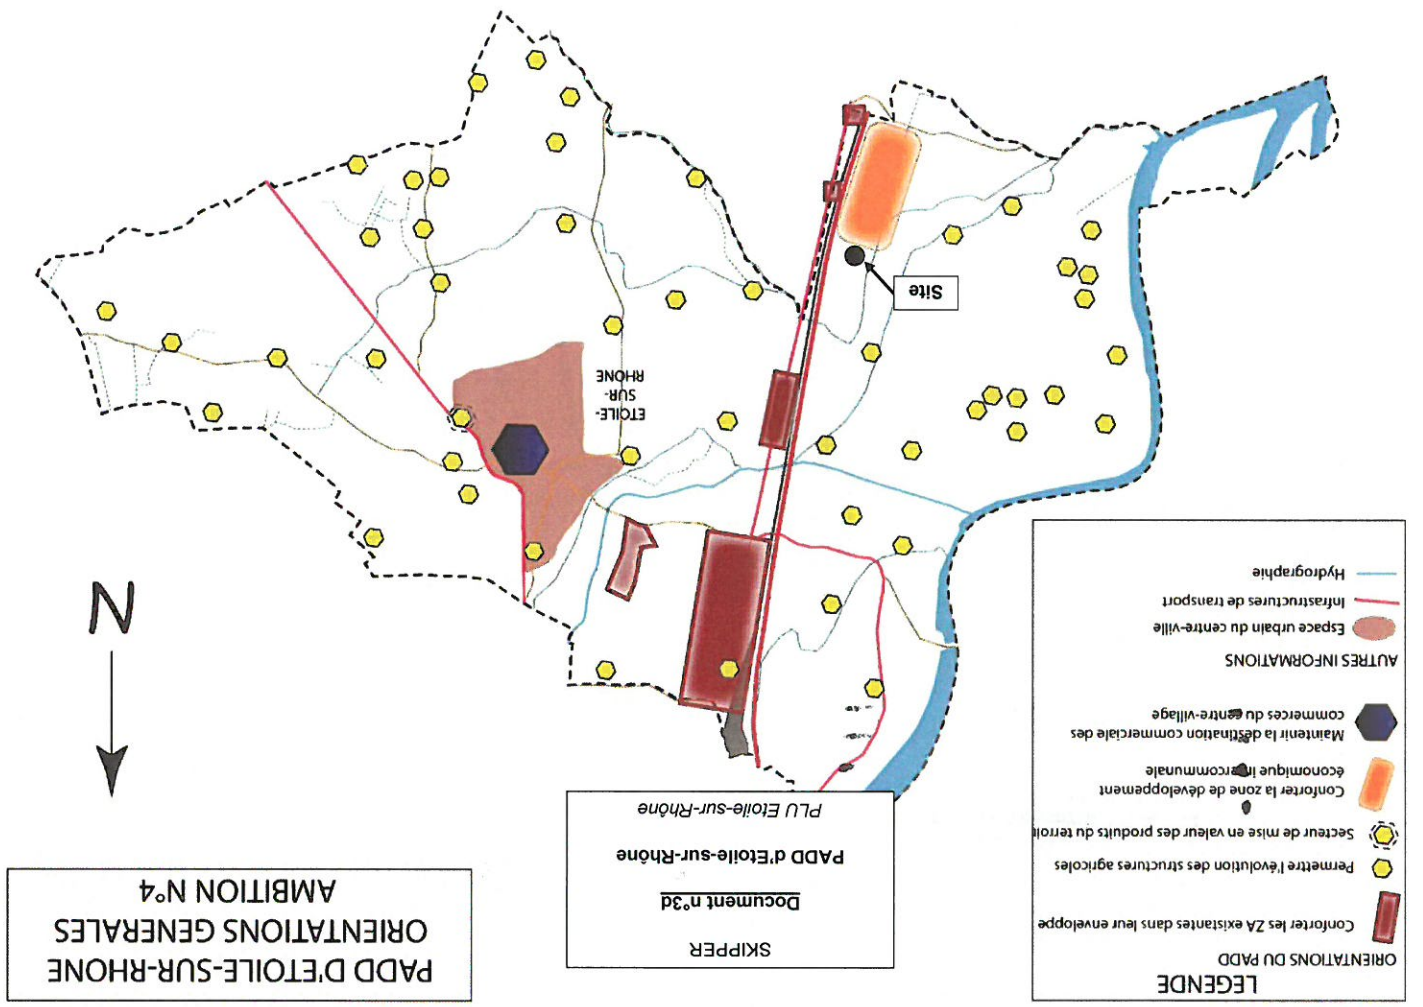 PADD D'ETOILE-SUR-RHONE
ORIENTATIONS GENERALES
AMBITION N°4
SKIPPER
Document n°3d
PADD d'Etoile-sur-Rhône
PLU Etoile-sur-Rhône
LEGENDE
ORIENTATIONS DU PADD
Conforter les ZA existantes dans leur enveloppe
Permettre l'évolution des structures agricoles
Secteur de mise en valeur des produits du terroir
Conforter la zone de développement
économique intercommunale
Maintenir la destination commerciale des
commerces du centre-village
AUTRES INFORMATIONS
Espace urbain du centre-ville
Infrastructures de transport
Hydrographie
N
ETOILE-
SUR-
RHONE
Site